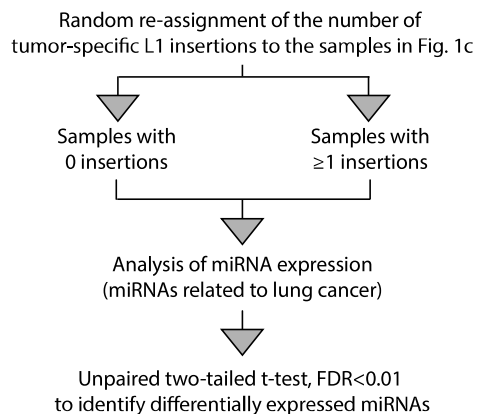 Random re-assignment of the number of
tumor-specific L1 insertions to the samples in Fig. 1c
Samples with
0 insertions
Samples with
≥1 insertions
Analysis of miRNA expression
(miRNAs related to lung cancer)
Unpaired two-tailed t-test, FDR<0.01
to identify differentially expressed miRNAs